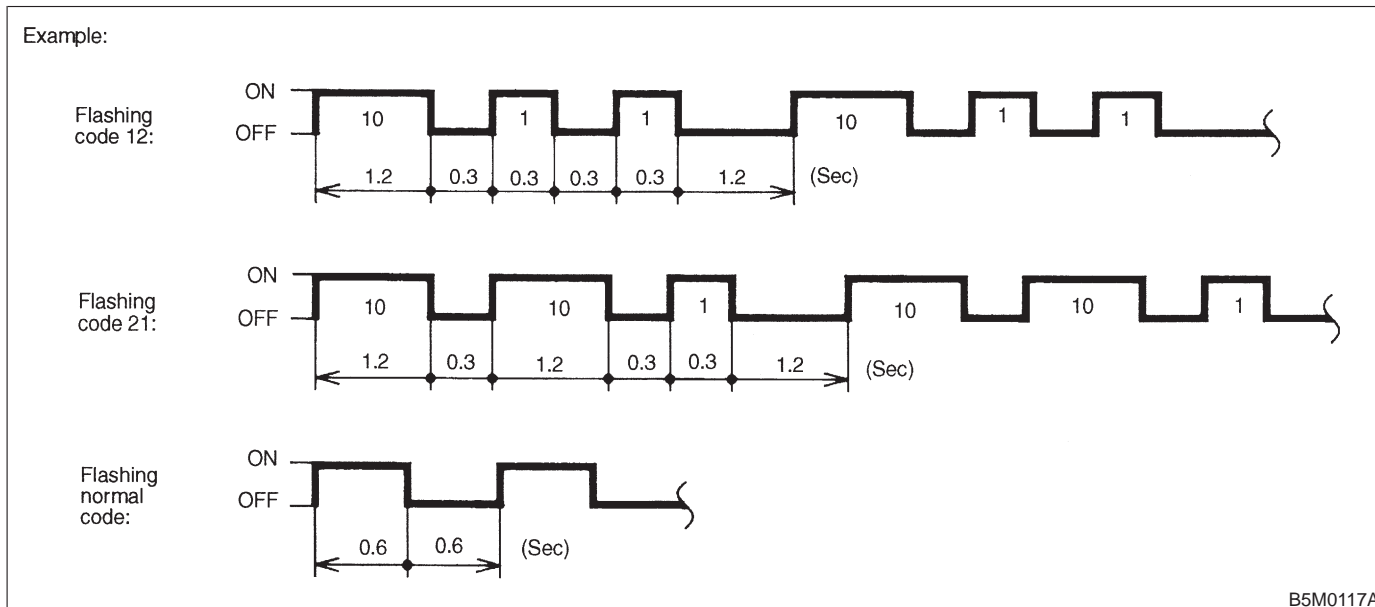 Example:
Flashing
code 12:
ON
OFF
10
1
1
10
1
1
1.2
0.3
0.3
0.3
0.3
1.2
(Sec)
Flashing
code 21:
ON
OFF
10
10
1
10
10
1
1.2
0.3
1.2
0.3
0.3
1.2
(Sec)
Flashing
normal
code:
ON
OFF
0.6
0.6
(Sec)
B5M0117A